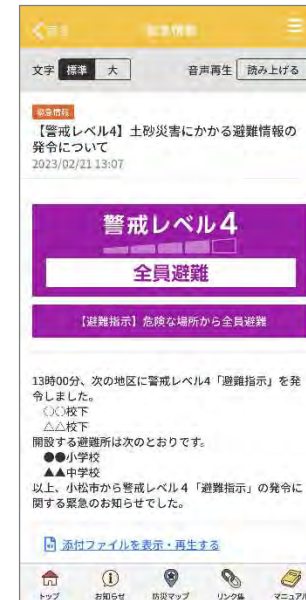 緊急情報
文字 標準 大 音声再生 読み上げる
緊急情報
【警戒レベル4】土砂災害にかかる避難情報の
発令について
2023/02/21 13:07
警戒レベル4
全員避難
【避難指示】危険な場所から全員避難
13時00分、次の地区に警戒レベル4「避難指示」を発
令しました。
〇〇校下
△△校下
開設する避難所は次のとおりです。
●●小学校
▲▲中学校
以上、小松市から警戒レベル4「避難指示」の発令に
関する緊急のお知らせでした。
添付ファイルを表示・再生する
トップ お知らせ 防災マップ リンク集 マニュアル